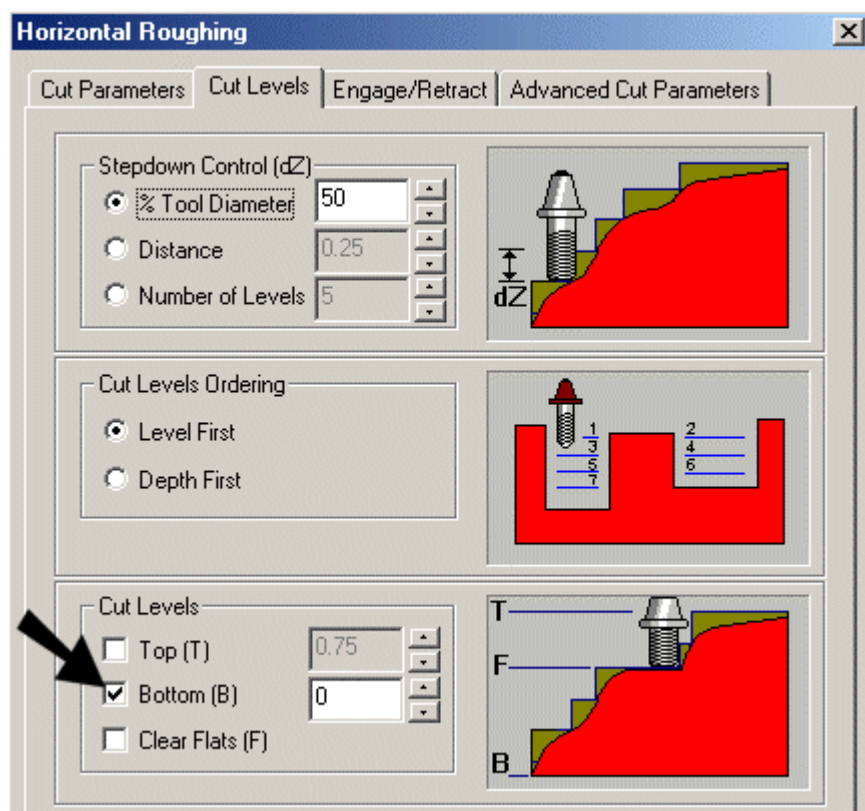 Horizontal Roughing
Cut Parameters Cut Levels Engage/Retract Advanced Cut Parameters
Stepdown Control (dZ)
% Tool Diameter 50
Distance 0.25
Number of Levels 5
dZ
Cut Levels Ordering
Level First
Depth First
1 2
3 4
5 6
7
Cut Levels
Top (T) 0.75
Bottom (B) 0
Clear Flats (F)
T
F
B